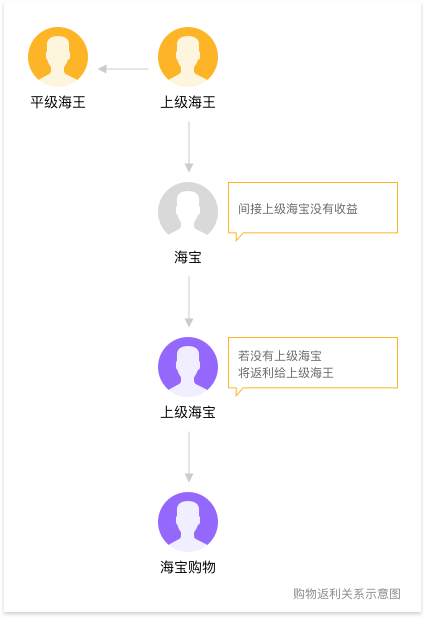 平级海王
上级海王
间接上级海宝没有收益
海宝
若没有上级海宝
将返利给上级海王
上级海宝
海宝购物
购物返利关系示意图